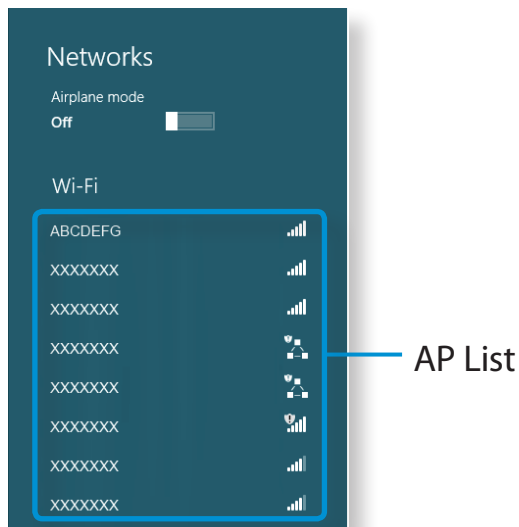 Networks
Airplane mode
Off
Wi-Fi
ABCDEFG
XXXXXXX
XXXXXXX
XXXXXXX
XXXXXXX
XXXXXXX
XXXXXXX
XXXXXXX
AP List